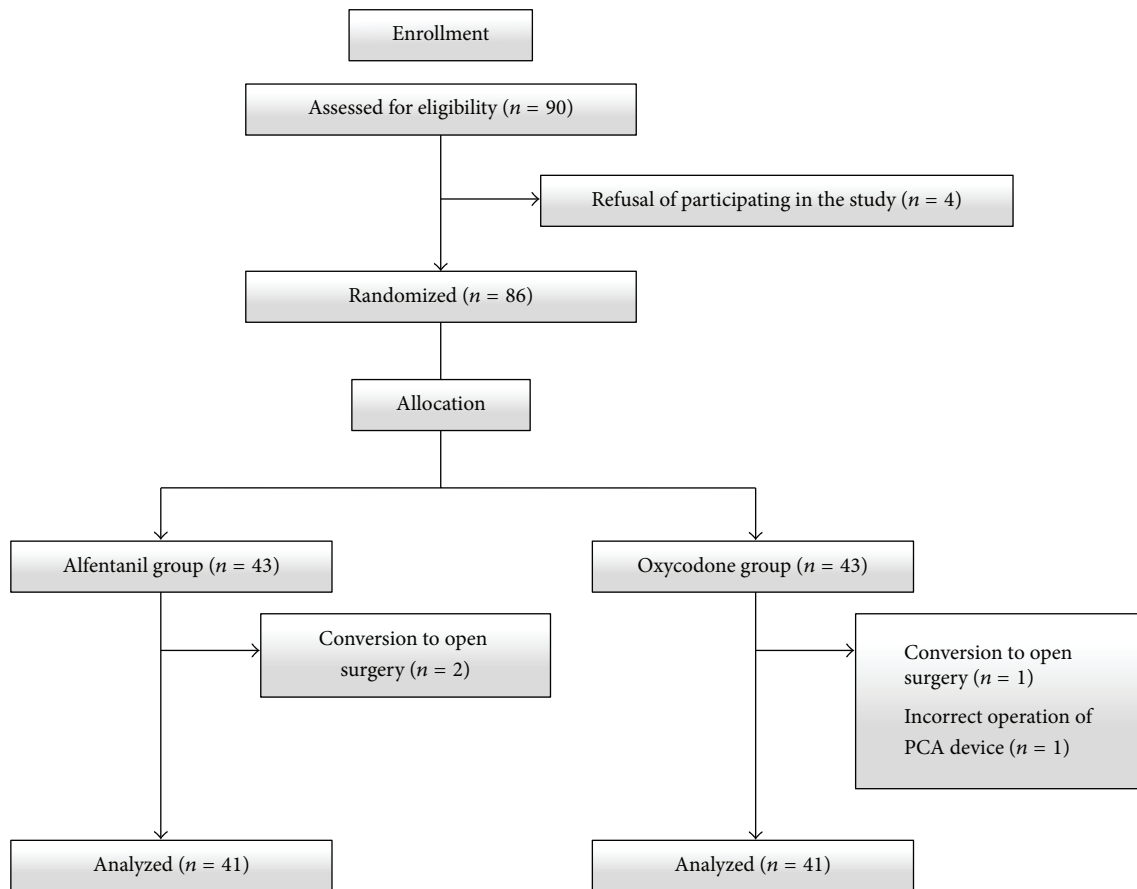 Enrollment
Assessed for eligibility (n = 90)
Refusal of participating in the study (n = 4)
Randomized (n = 86)
Allocation
Alfentanil group (n = 43)
Oxycodone group (n = 43)
Conversion to open
surgery (n = 2)
Conversion to open
surgery (n = 1)
Incorrect operation of
PCA device (n = 1)
Analyzed (n = 41)
Analyzed (n = 41)